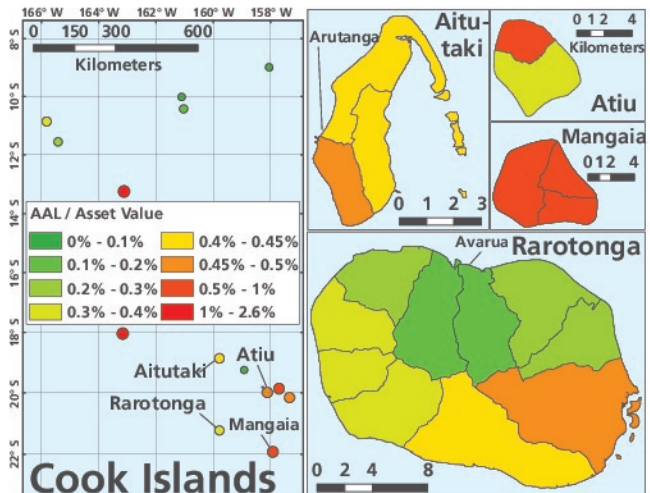 166°W 164°W 162°W 160°W 158°W
8°S
10°S
12°S
14°S
16°S
18°S
20°S
22°S
0 150 300 600
Kilometers
AAL / Asset Value
0% - 0.1%
0.1% - 0.2%
0.2% - 0.3%
0.3% - 0.4%
0.4% - 0.45%
0.45% - 0.5%
0.5% - 1%
1% - 2.6%
Aitutaki
Atiu
Rarotonga
Mangaia
Cook Islands
Arutanga
Aitu-
taki
0 1 2 3
0 1 2 4
Kilometers
Atiu
Mangaia
0 1 2 4
Avarua
Rarotonga
0 2 4 8